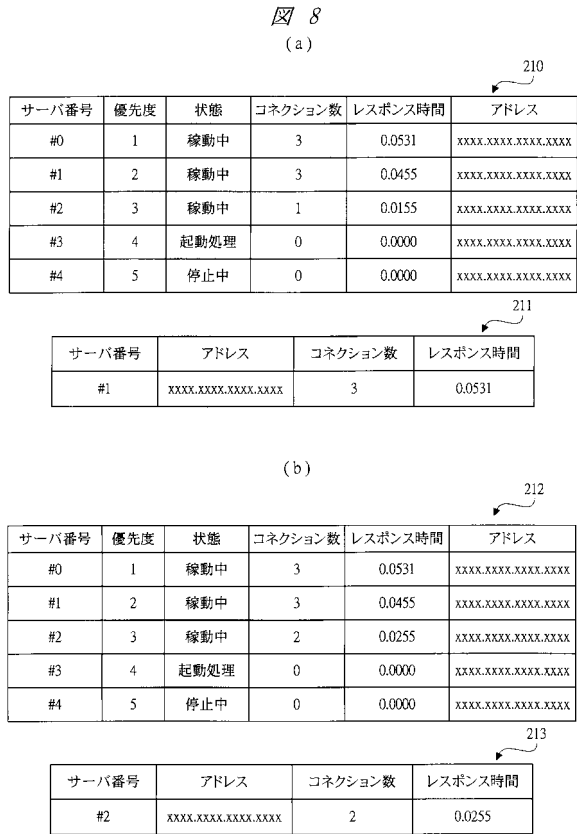 図 8
(a)
210
サーバ番号 優先度 状態 コネクション数 レスポンス時間 アドレス
#0 1 稼動中 3 0.0531 xxxx.xxxx.xxxx.xxxx
#1 2 稼動中 3 0.0455 xxxx.xxxx.xxxx.xxxx
#2 3 稼動中 1 0.0155 xxxx.xxxx.xxxx.xxxx
#3 4 起動処理 0 0.0000 xxxx.xxxx.xxxx.xxxx
#4 5 停止中 0 0.0000 xxxx.xxxx.xxxx.xxxx
211
サーバ番号 アドレス コネクション数 レスポンス時間
#1 xxxx.xxxx.xxxx.xxxx 3 0.0531
(b)
212
サーバ番号 優先度 状態 コネクション数 レスポンス時間 アドレス
#0 1 稼動中 3 0.0531 xxxx.xxxx.xxxx.xxxx
#1 2 稼動中 3 0.0455 xxxx.xxxx.xxxx.xxxx
#2 3 稼動中 2 0.0255 xxxx.xxxx.xxxx.xxxx
#3 4 起動処理 0 0.0000 xxxx.xxxx.xxxx.xxxx
#4 5 停止中 0 0.0000 xxxx.xxxx.xxxx.xxxx
213
サーバ番号 アドレス コネクション数 レスポンス時間
#2 xxxx.xxxx.xxxx.xxxx 2 0.0255